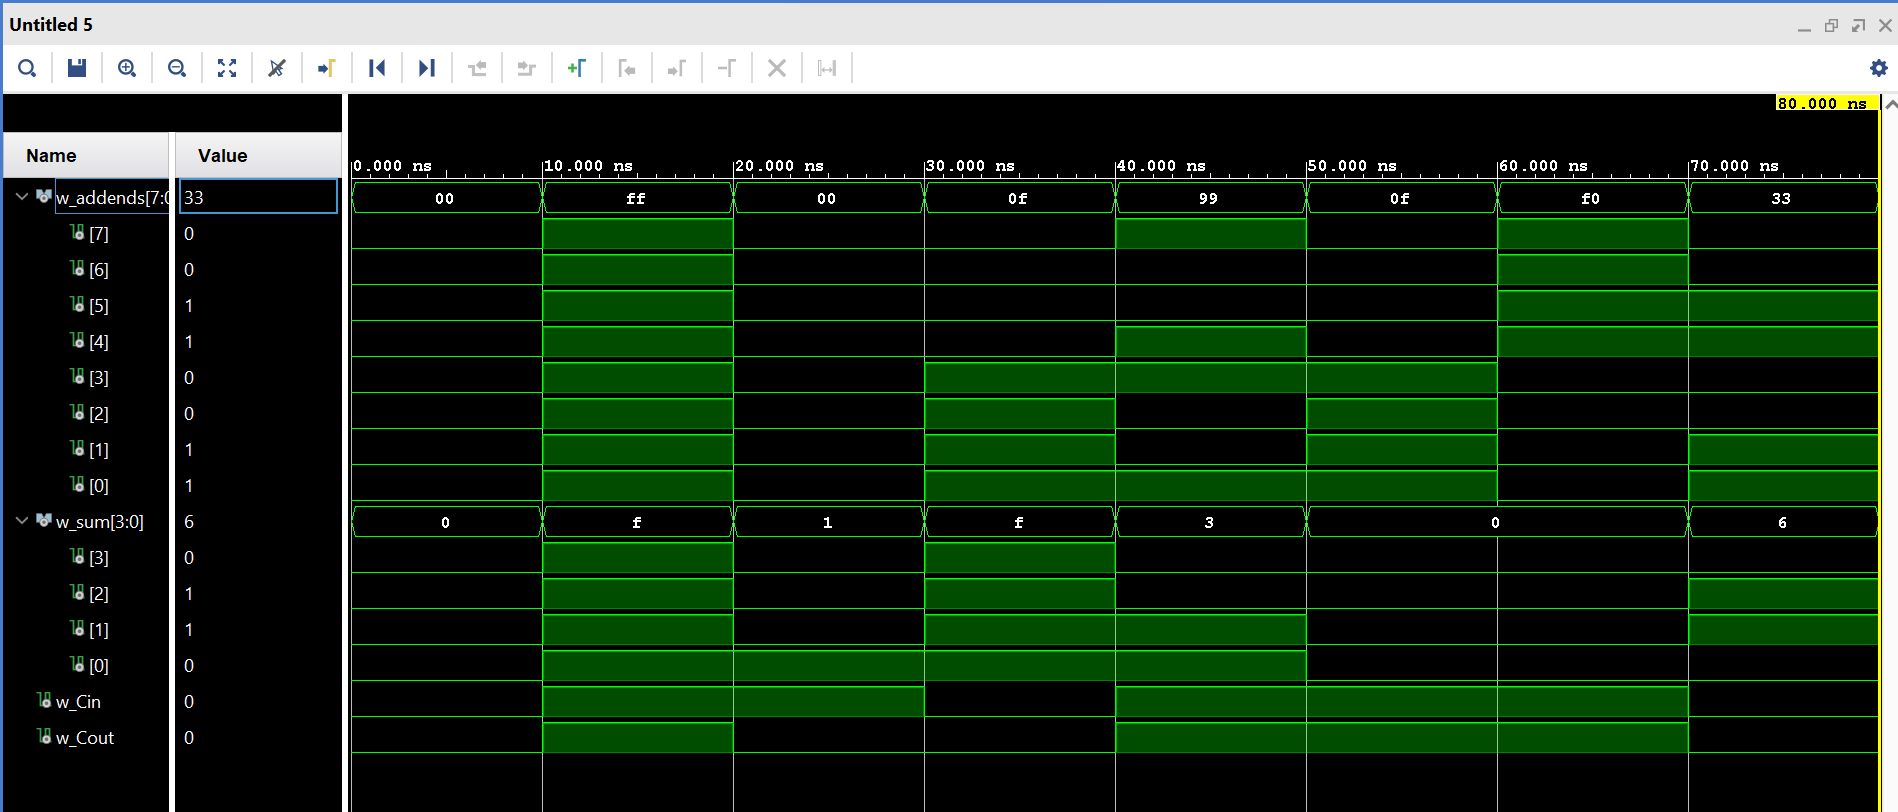 Untitled 5
80.000 ns
Name Value
0.000 ns 10.000 ns 20.000 ns 30.000 ns 40.000 ns 50.000 ns 60.000 ns 70.000 ns
w_addends[7:0 33 00 ff 00 0f 99 0f f0 33
[7] 0
[6] 0
[5] 1
[4] 1
[3] 0
[2] 0
[1] 1
[0] 1
w_sum[3:0] 6 0 f 1 f 3 0 6
[3] 0
[2] 1
[1] 1
[0] 0
w_Cin 0
w_Cout 0